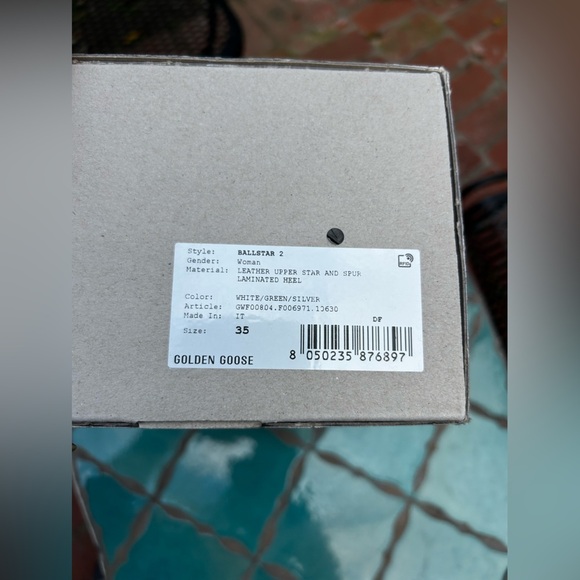 Style: BALLSTAR 2
Gender: Woman
Material: LEATHER UPPER STAR AND SPUR
LAMINATED HEEL
Color: WHITE/GREEN/SILVER
Article: GWF00804.F006971.10630
Made In: IT
DF
Size: 35
GOLDEN GOOSE
8 050235 876897